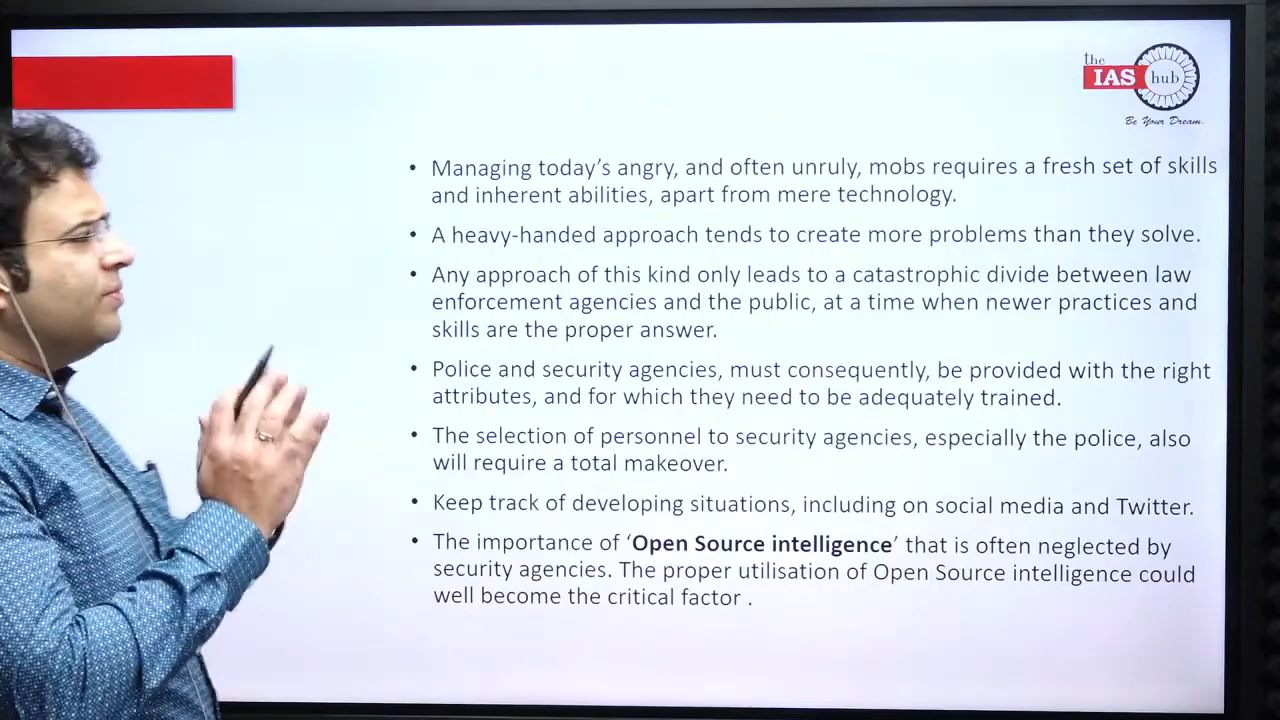 the
IAS hub
Be Your Dream.
• Managing today's angry, and often unruly, mobs requires a fresh set of skills
and inherent abilities, apart from mere technology.
• A heavy-handed approach tends to create more problems than they solve.
• Any approach of this kind only leads to a catastrophic divide between law
enforcement agencies and the public, at a time when newer practices and
skills are the proper answer.
• Police and security agencies, must consequently, be provided with the right
attributes, and for which they need to be adequately trained.
• The selection of personnel to security agencies, especially the police, also
will require a total makeover.
• Keep track of developing situations, including on social media and Twitter.
• The importance of ‘Open Source intelligence’ that is often neglected by
security agencies. The proper utilisation of Open Source intelligence could
well become the critical factor .